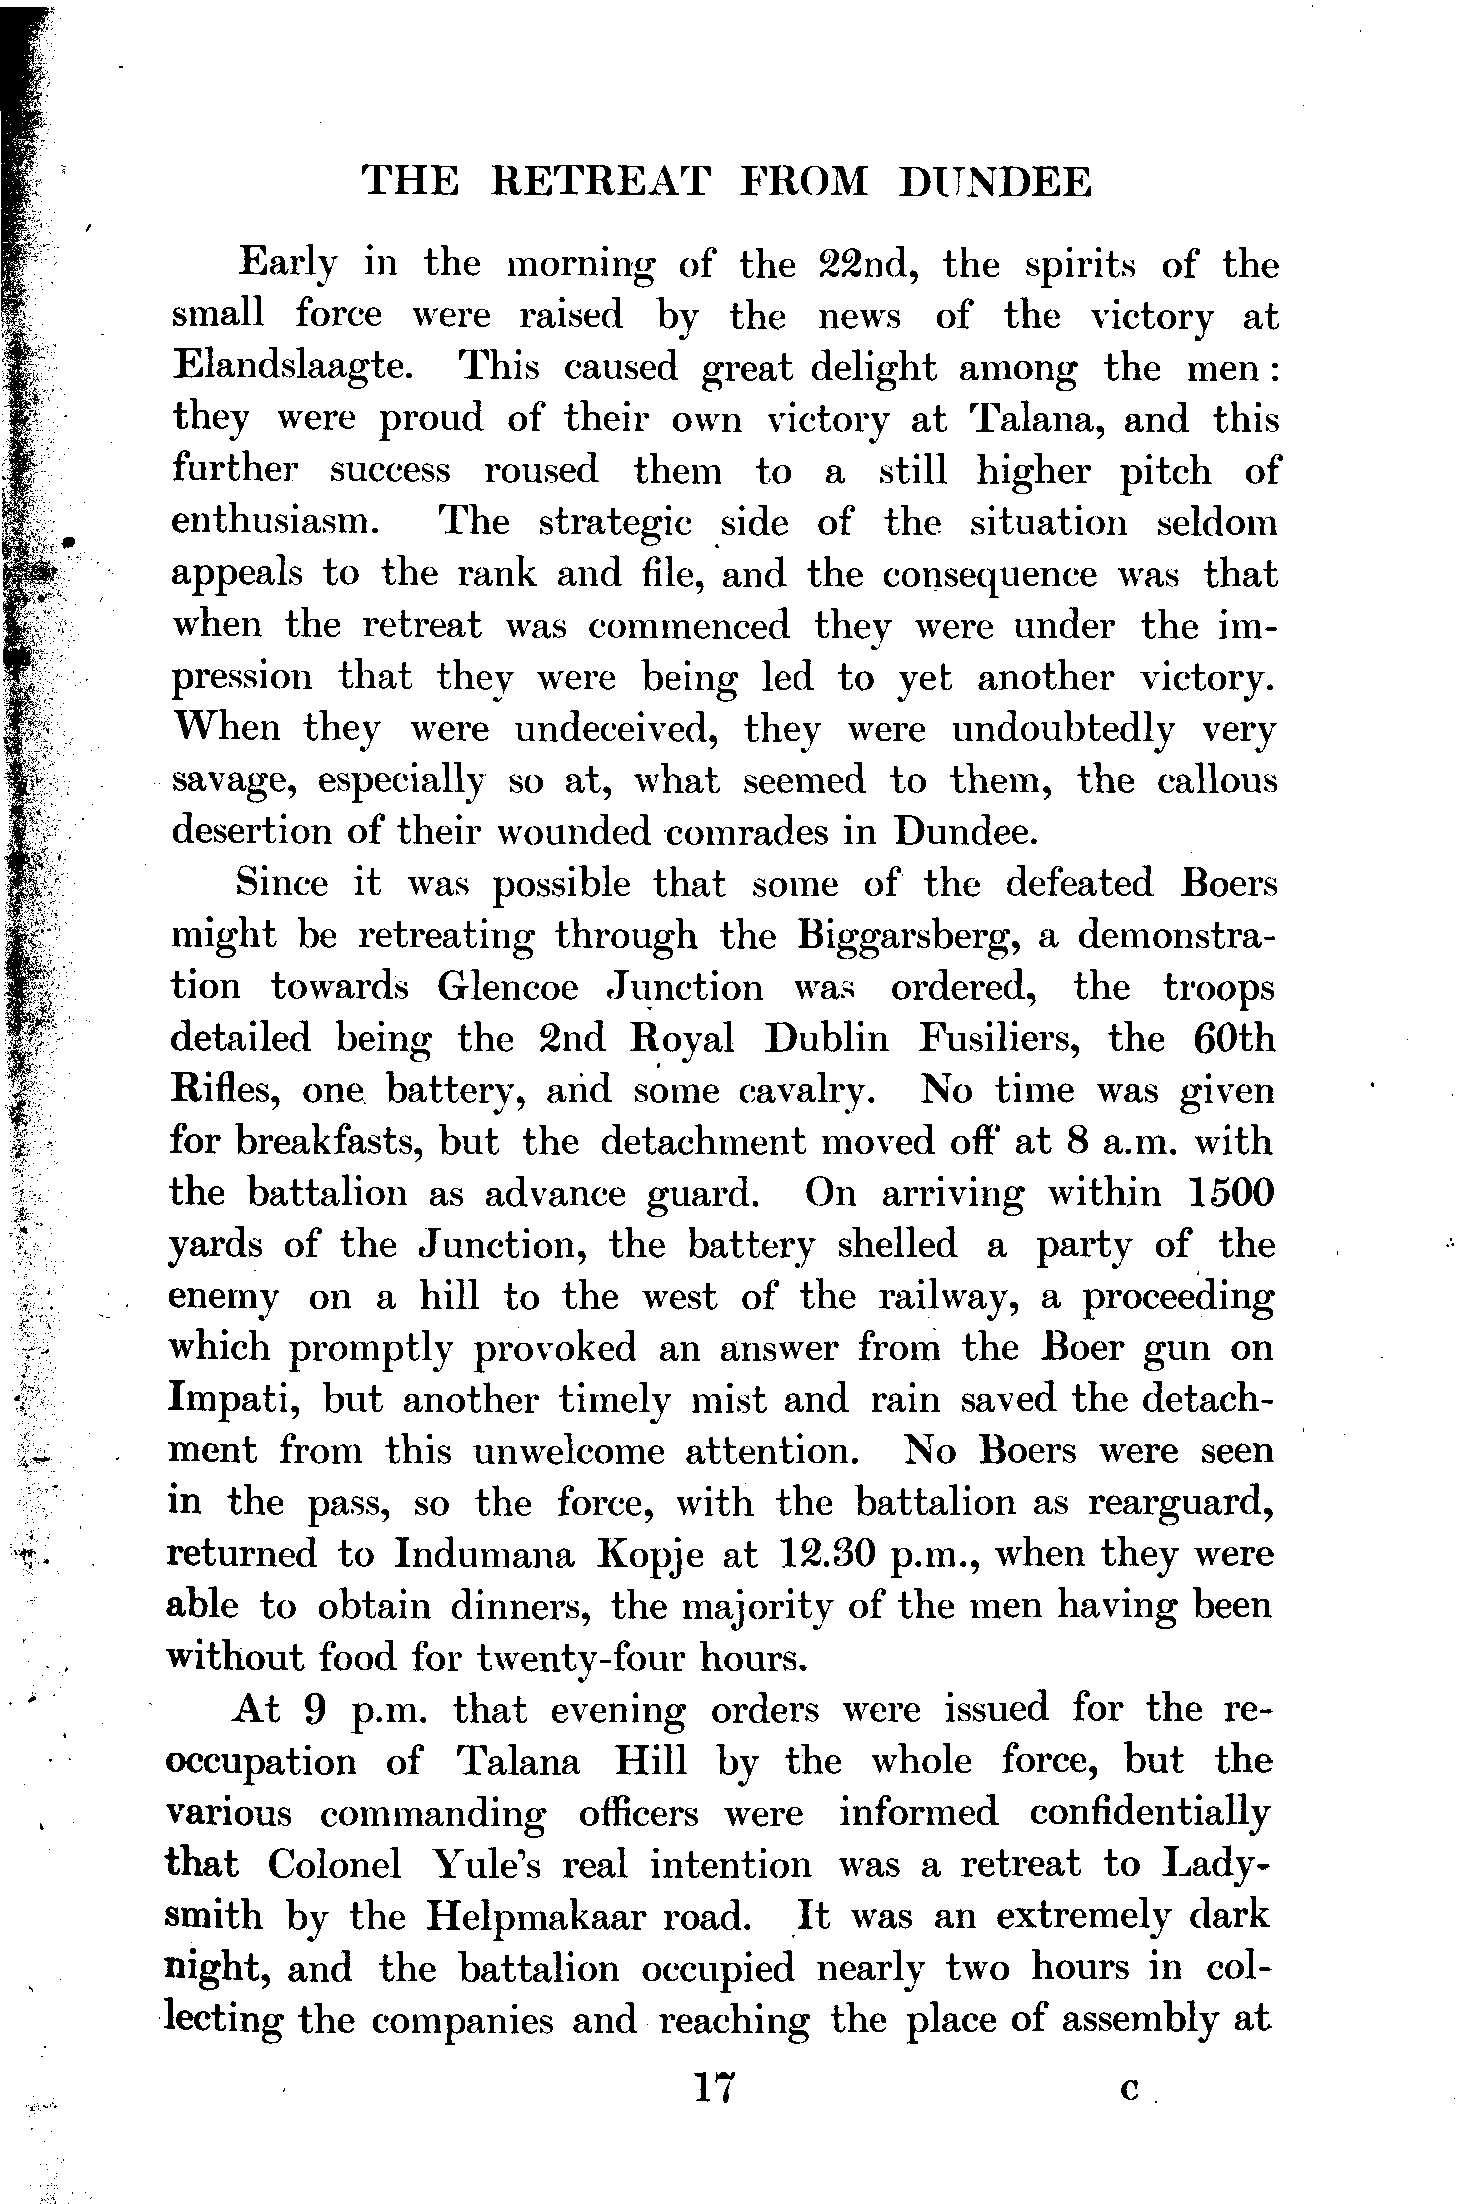 THE RETREAT FROM DUNDEE
Early in the morning of the 22nd, the spirits of the
small force were raised by the news of the victory at
Elandslaagte. This caused great delight among the men :
they were proud of their own victory at Talana, and this
further success roused them to a still higher pitch of
enthusiasm. The strategic side of the situation seldom
appeals to the rank and file, and the consequence was that
when the retreat was commenced they were under the im-
pression that they were being led to yet another victory.
When they were undeceived, they were undoubtedly very
savage, especially so at, what seemed to them, the callous
desertion of their wounded comrades in Dundee.
Since it was possible that some of the defeated Boers
might be retreating through the Biggarsberg, a demonstra-
tion towards Glencoe Junction was ordered, the troops
detailed being the 2nd Royal Dublin Fusiliers, the 60th
Rifles, one battery, and some cavalry. No time was given
for breakfasts, but the detachment moved off at 8 a.m. with
the battalion as advance guard. On arriving within 1500
yards of the Junction, the battery shelled a party of the
enemy on a hill to the west of the railway, a proceeding
which promptly provoked an answer from the Boer gun on
Impati, but another timely mist and rain saved the detach-
ment from this unwelcome attention. No Boers were seen
in the pass, so the force, with the battalion as rearguard,
returned to Indumana Kopje at 12.30 p.m., when they were
able to obtain dinners, the majority of the men having been
without food for twenty-four hours.
At 9 p.m. that evening orders were issued for the re-
occupation of Talana Hill by the whole force, but the
various commanding officers were informed confidentially
that Colonel Yule's real intention was a retreat to Lady-
smith by the Helpmakaar road. It was an extremely dark
night, and the battalion occupied nearly two hours in col-
lecting the companies and reaching the place of assembly at
17 C